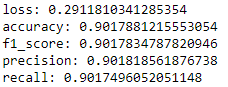 loss: 0.2911810341285354
accuracy: 0.9017881215553054
f1_score: 0.9017834787820946
precision: 0.901818561876738
recall: 0.9017496052051148